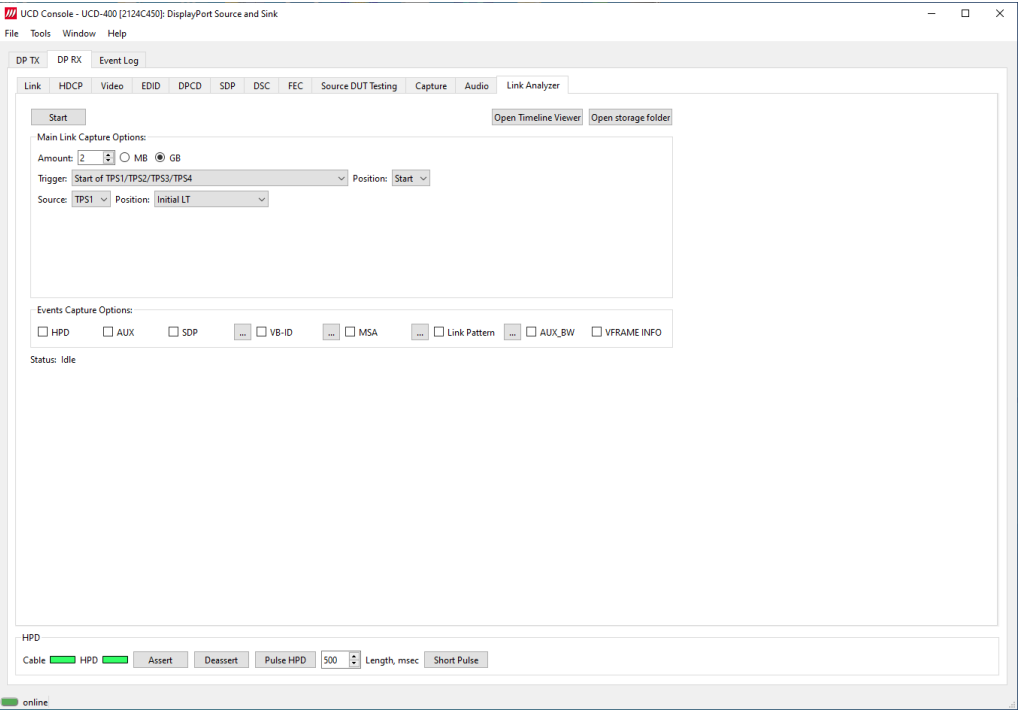 UCD Console - UCD-400 [2124C450]: DisplayPort Source and Sink
File Tools Window Help
DP TX DP RX Event Log
Link HDCP Video EDID DPCD SDP DSC FEC Source DUT Testing Capture Audio Link Analyzer
Start Open Timeline Viewer Open storage folder
Main Link Capture Options:
Amount: 2 MB GB
Trigger: Start of TPS1/TPS2/TPS3/TPS4 Position: Start
Source: TPS1 Position: Initial LT
Events Capture Options:
HPD AUX SDP ... VB-ID ... MSA ... Link Pattern ... AUX_BW VFRAME INFO
Status: Idle
HPD
Cable HPD Assert Deassert Pulse HPD 500 Length, msec Short Pulse
online